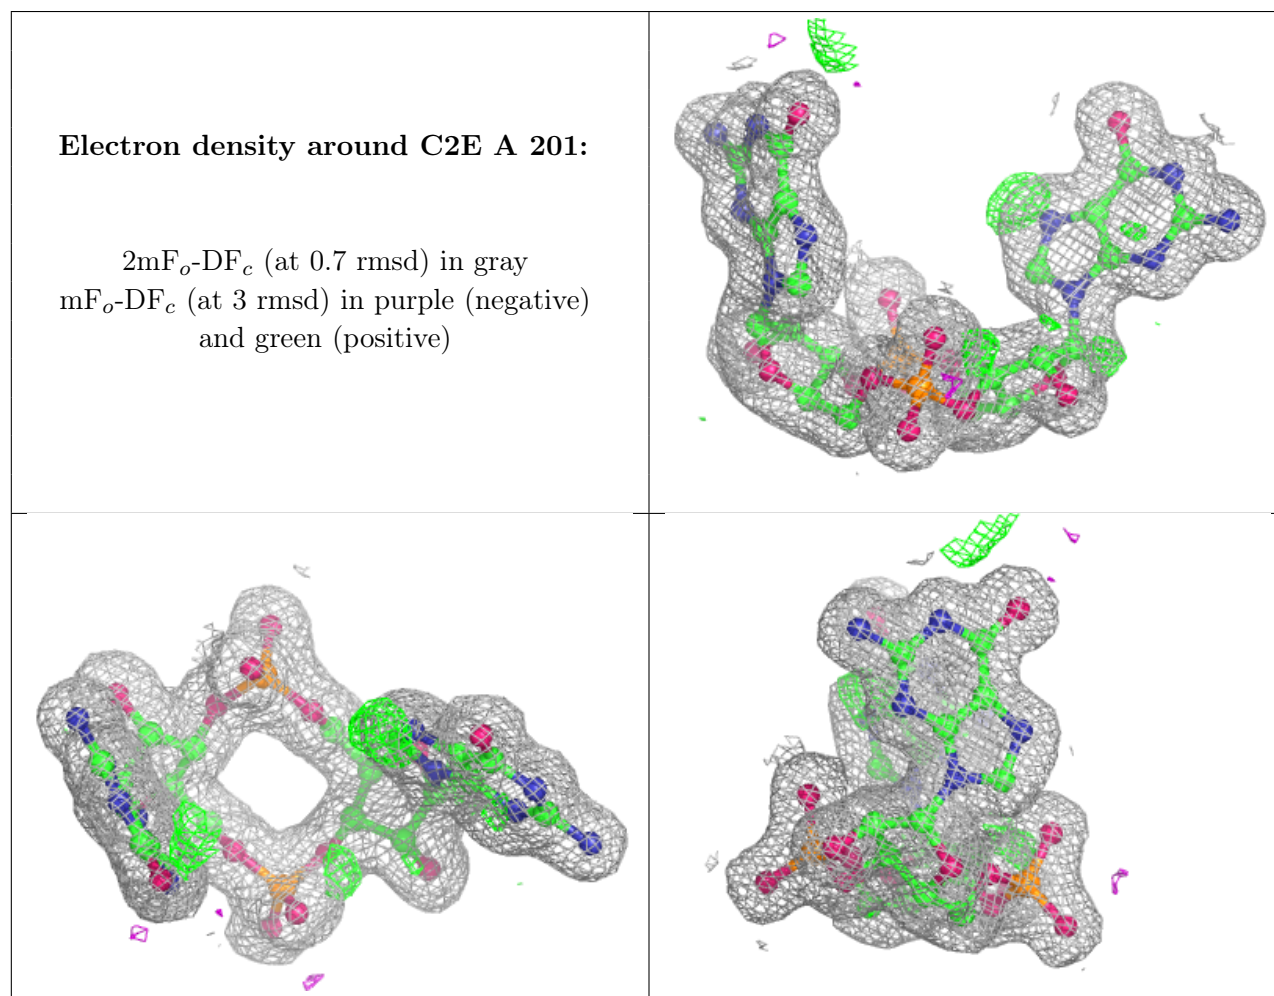 Electron density around C2E A 201:
2mFₒ-DF𝒸 (at 0.7 rmsd) in gray
mFₒ-DF𝒸 (at 3 rmsd) in purple (negative)
and green (positive)